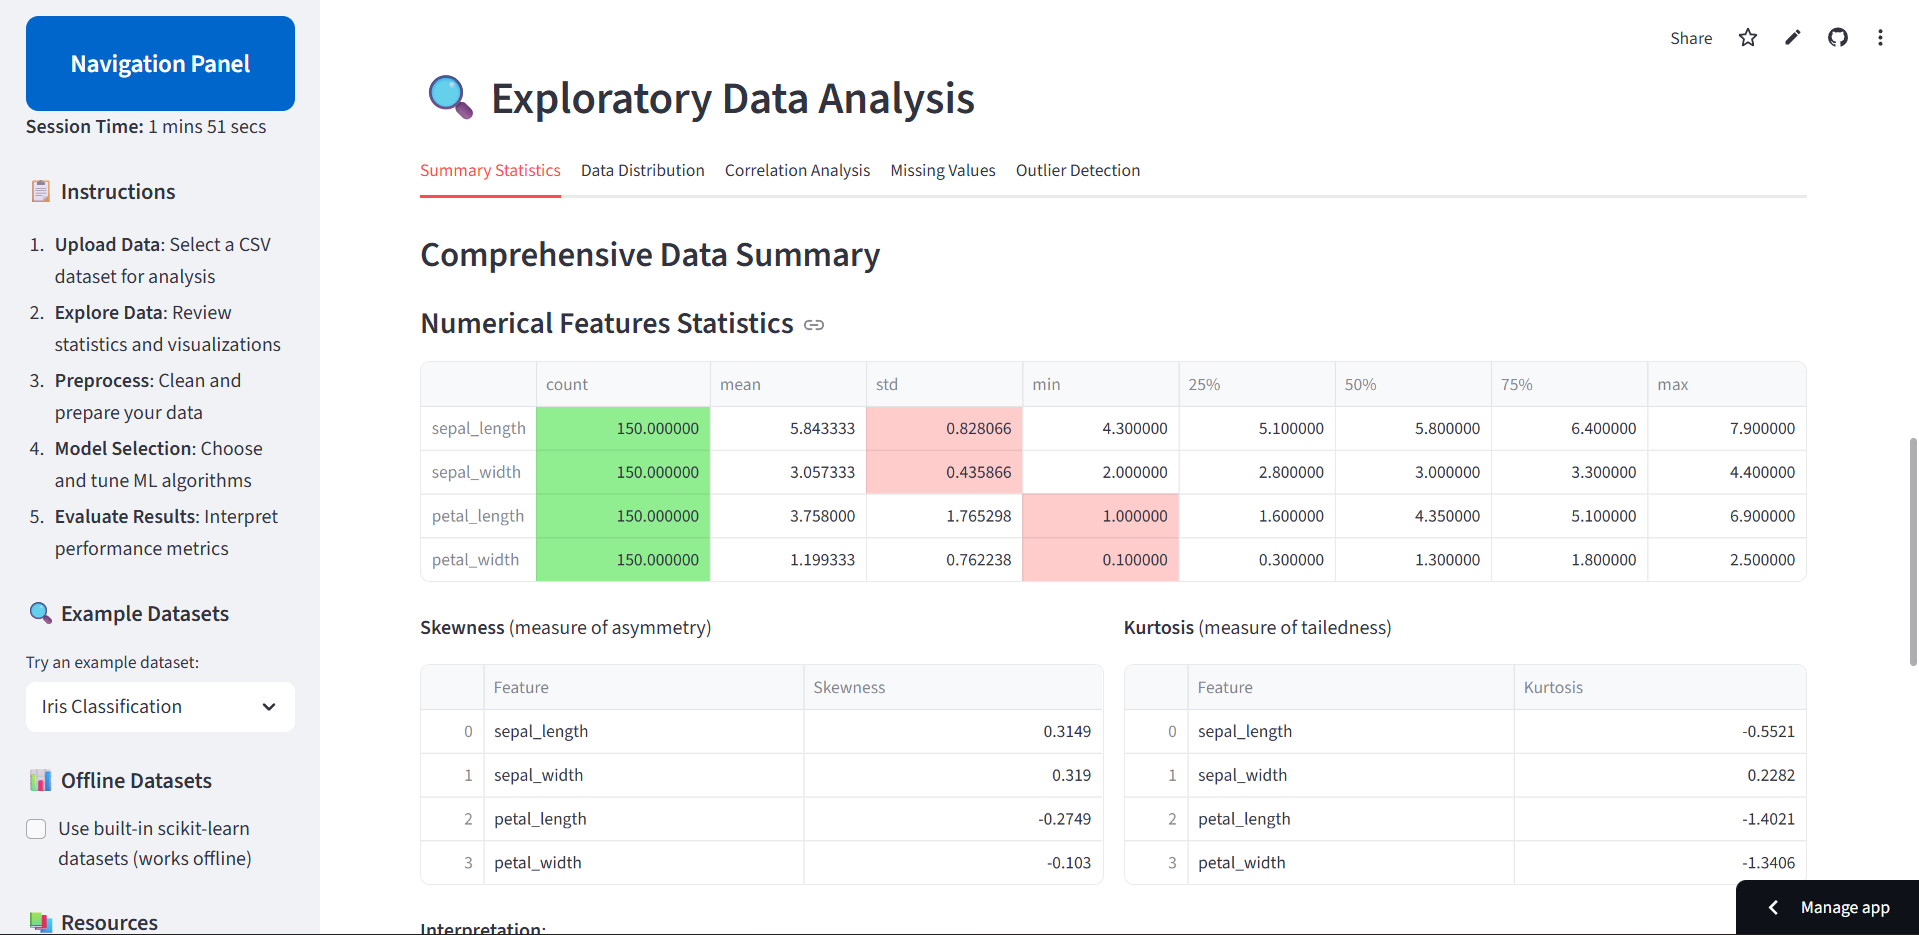 Navigation Panel
Session Time: 1 mins 51 secs
Instructions
1. Upload Data: Select a CSV
dataset for analysis
2. Explore Data: Review
statistics and visualizations
3. Preprocess: Clean and
prepare your data
4. Model Selection: Choose
and tune ML algorithms
5. Evaluate Results: Interpret
performance metrics
Example Datasets
Try an example dataset:
Iris Classification
Offline Datasets
Use built-in scikit-learn
datasets (works offline)
Resources
Share
Exploratory Data Analysis
Summary Statistics Data Distribution Correlation Analysis Missing Values Outlier Detection
Comprehensive Data Summary
Numerical Features Statistics
count mean std min 25% 50% 75% max
sepal_length 150.000000 5.843333 0.828066 4.300000 5.100000 5.800000 6.400000 7.900000
sepal_width 150.000000 3.057333 0.435866 2.000000 2.800000 3.000000 3.300000 4.400000
petal_length 150.000000 3.758000 1.765298 1.000000 1.600000 4.350000 5.100000 6.900000
petal_width 150.000000 1.199333 0.762238 0.100000 0.300000 1.300000 1.800000 2.500000
Skewness (measure of asymmetry)
Feature Skewness
0 sepal_length 0.3149
1 sepal_width 0.319
2 petal_length -0.2749
3 petal_width -0.103
Kurtosis (measure of tailedness)
Feature Kurtosis
0 sepal_length -0.5521
1 sepal_width 0.2282
2 petal_length -1.4021
3 petal_width -1.3406
Interpretation:
Manage app